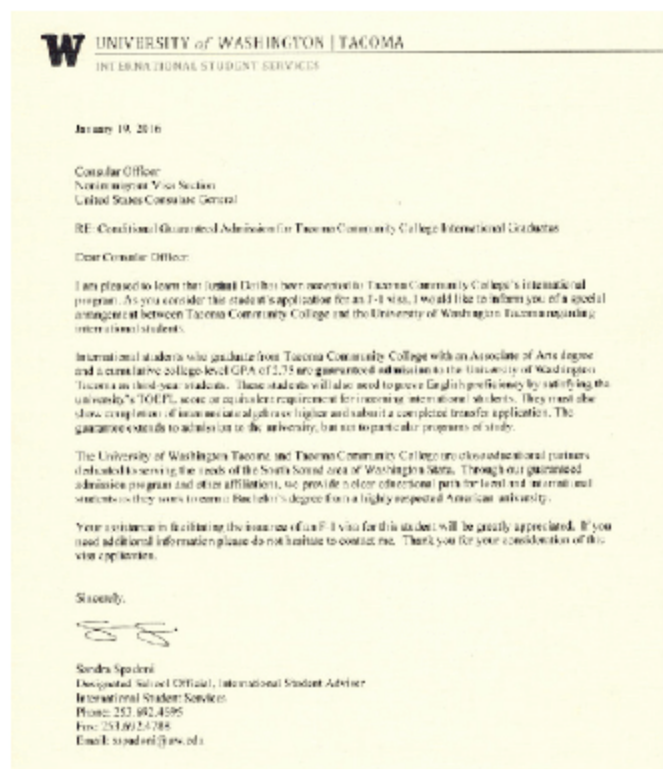 W UNIVERSITY of WASHINGTON | TACOMA
INTERNATIONAL STUDENT SERVICES
January 19, 2016
Consular Officer
Nonimmigrant Visa Section
United States Consulate General
RE: Conditional Guaranteed Admission for Tacoma Community College International Graduates
Dear Consular Officer:
I am pleased to learn that has been accepted to Tacoma Community College's international
program. As you consider this student's application for an F-1 visa, I would like to inform you of a special
arrangement between Tacoma Community College and the University of Washington Tacoma regarding
international students.
International students who graduate from Tacoma Community College with an Associate of Arts degree
and a cumulative college-level GPA of 2.75 are guaranteed admission to the University of Washington
Tacoma as third-year students. These students will also need to prove English proficiency by satisfying the
university's TOEFL score or equivalent requirement for incoming international students. They must also
show completion of intermediate algebra or higher and submit a completed transfer application. The
guarantee extends to admission to the university, but not to particular programs of study.
The University of Washington Tacoma and Tacoma Community College are close educational partners
dedicated to serving the needs of the South Sound area of Washington State. Through our guaranteed
admission program and other affiliations, we provide a clear educational path for local and international
students as they work to earn a Bachelor's degree from a highly respected American university.
Your assistance in facilitating the issuance of an F-1 visa for this student will be greatly appreciated. If you
need additional information please do not hesitate to contact me. Thank you for your consideration of this
visa application.
Sincerely,
Sandra Spadoni
Designated School Official, International Student Adviser
International Student Services
Phone: 253.692.4695
Fax: 253.692.4788
Email: sspadoni@uw.edu